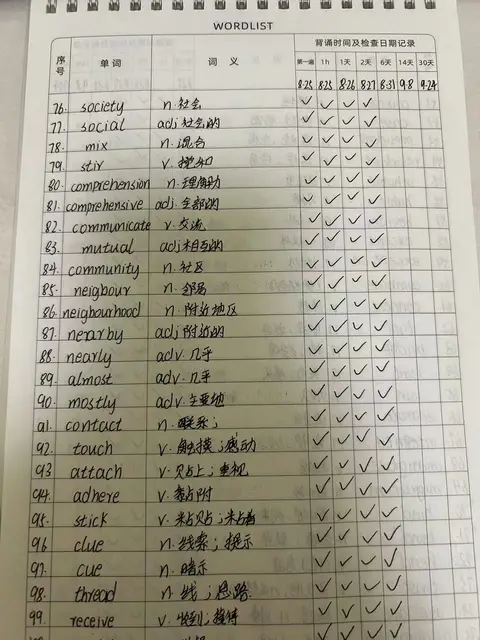 WORDLIST
序号 单词 词义 背诵时间及检查日期记录
第一遍 1h 1天 2天 6天 14天 30天
8.25 8.25 8.26 8.27 8.31 9.8 9.24
76. society n.社会
77. social adj社会的
78. mix n.混合
79. stir v.搅和
80. comprehension n.理解力
81. comprehensive adj.全部的
82. communicate v.交流
83. mutual adj.相互的
84. community n.社区
85. neigbour n.邻居
86. neigbourhood n.附近地区
87. nearby adj附近的
88. nearly adv.几乎
89. almost adv.几乎
90. mostly adv.主要地
91. contact n.联系;
92. touch v.触摸;感动
93 attach v.贴上;重视
94. adhere v.黏附
95. stick v.粘贴;粘着
96 clue n.线索;提示
97. cue n.暗示
98. thread n.线;思路
99. receive v.收到;接待